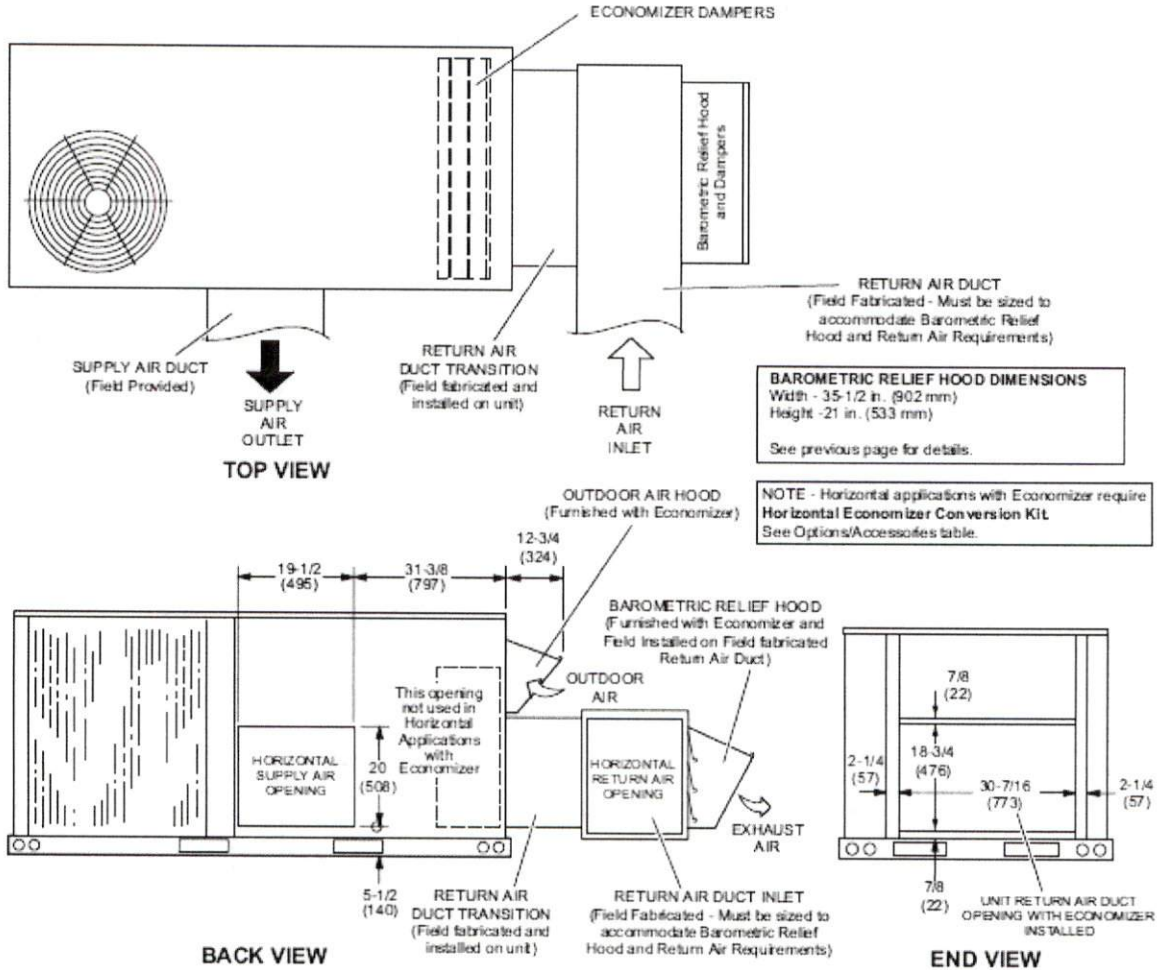 ECONOMIZER DAMPERS
Barometric Relief Hood
and Dampers
RETURN AIR DUCT
(Field Fabricated - Must be sized to
accommodate Barometric Relief
Hood and Return Air Requirements)
SUPPLY AIR DUCT
(Field Provided)
SUPPLY
AIR
OUTLET
RETURN AIR
DUCT TRANSITION
(Field fabricated and
installed on unit)
RETURN
AIR
INLET
TOP VIEW
BAROMETRIC RELIEF HOOD DIMENSIONS
Width - 35-1/2 in. (902 mm)
Height -21 in. (533 mm)
See previous page for details.
NOTE - Horizontal applications with Economizer require
Horizontal Economizer Conversion Kit.
See Options/Accessories table.
OUTDOOR AIR HOOD
(Furnished with Economizer)
19-1/2
(495)
31-3/8
(797)
12-3/4
(324)
BAROMETRIC RELIEF HOOD
(Furnished with Economizer and
Field Installed on Field fabricated
Return Air Duct)
OUTDOOR
AIR
This opening
not used in
Horizontal
Applications
with
Economizer
HORIZONTAL
SUPPLY AIR
OPENING
20
(508)
HORIZONTAL
RETURN AIR
OPENING
EXHAUST
AIR
5-1/2
(140)
RETURN AIR
DUCT TRANSITION
(Field fabricated and
installed on unit)
RETURN AIR DUCT INLET
(Field Fabricated - Must be sized to
accommodate Barometric Relief
Hood and Return Air Requirements)
BACK VIEW
7/8
(22)
2-1/4
(57)
18-3/4
(476)
30-7/16
(773)
2-1/4
(57)
7/8
(22)
UNIT RETURN AIR DUCT
OPENING WITH ECONOMIZER
INSTALLED
END VIEW